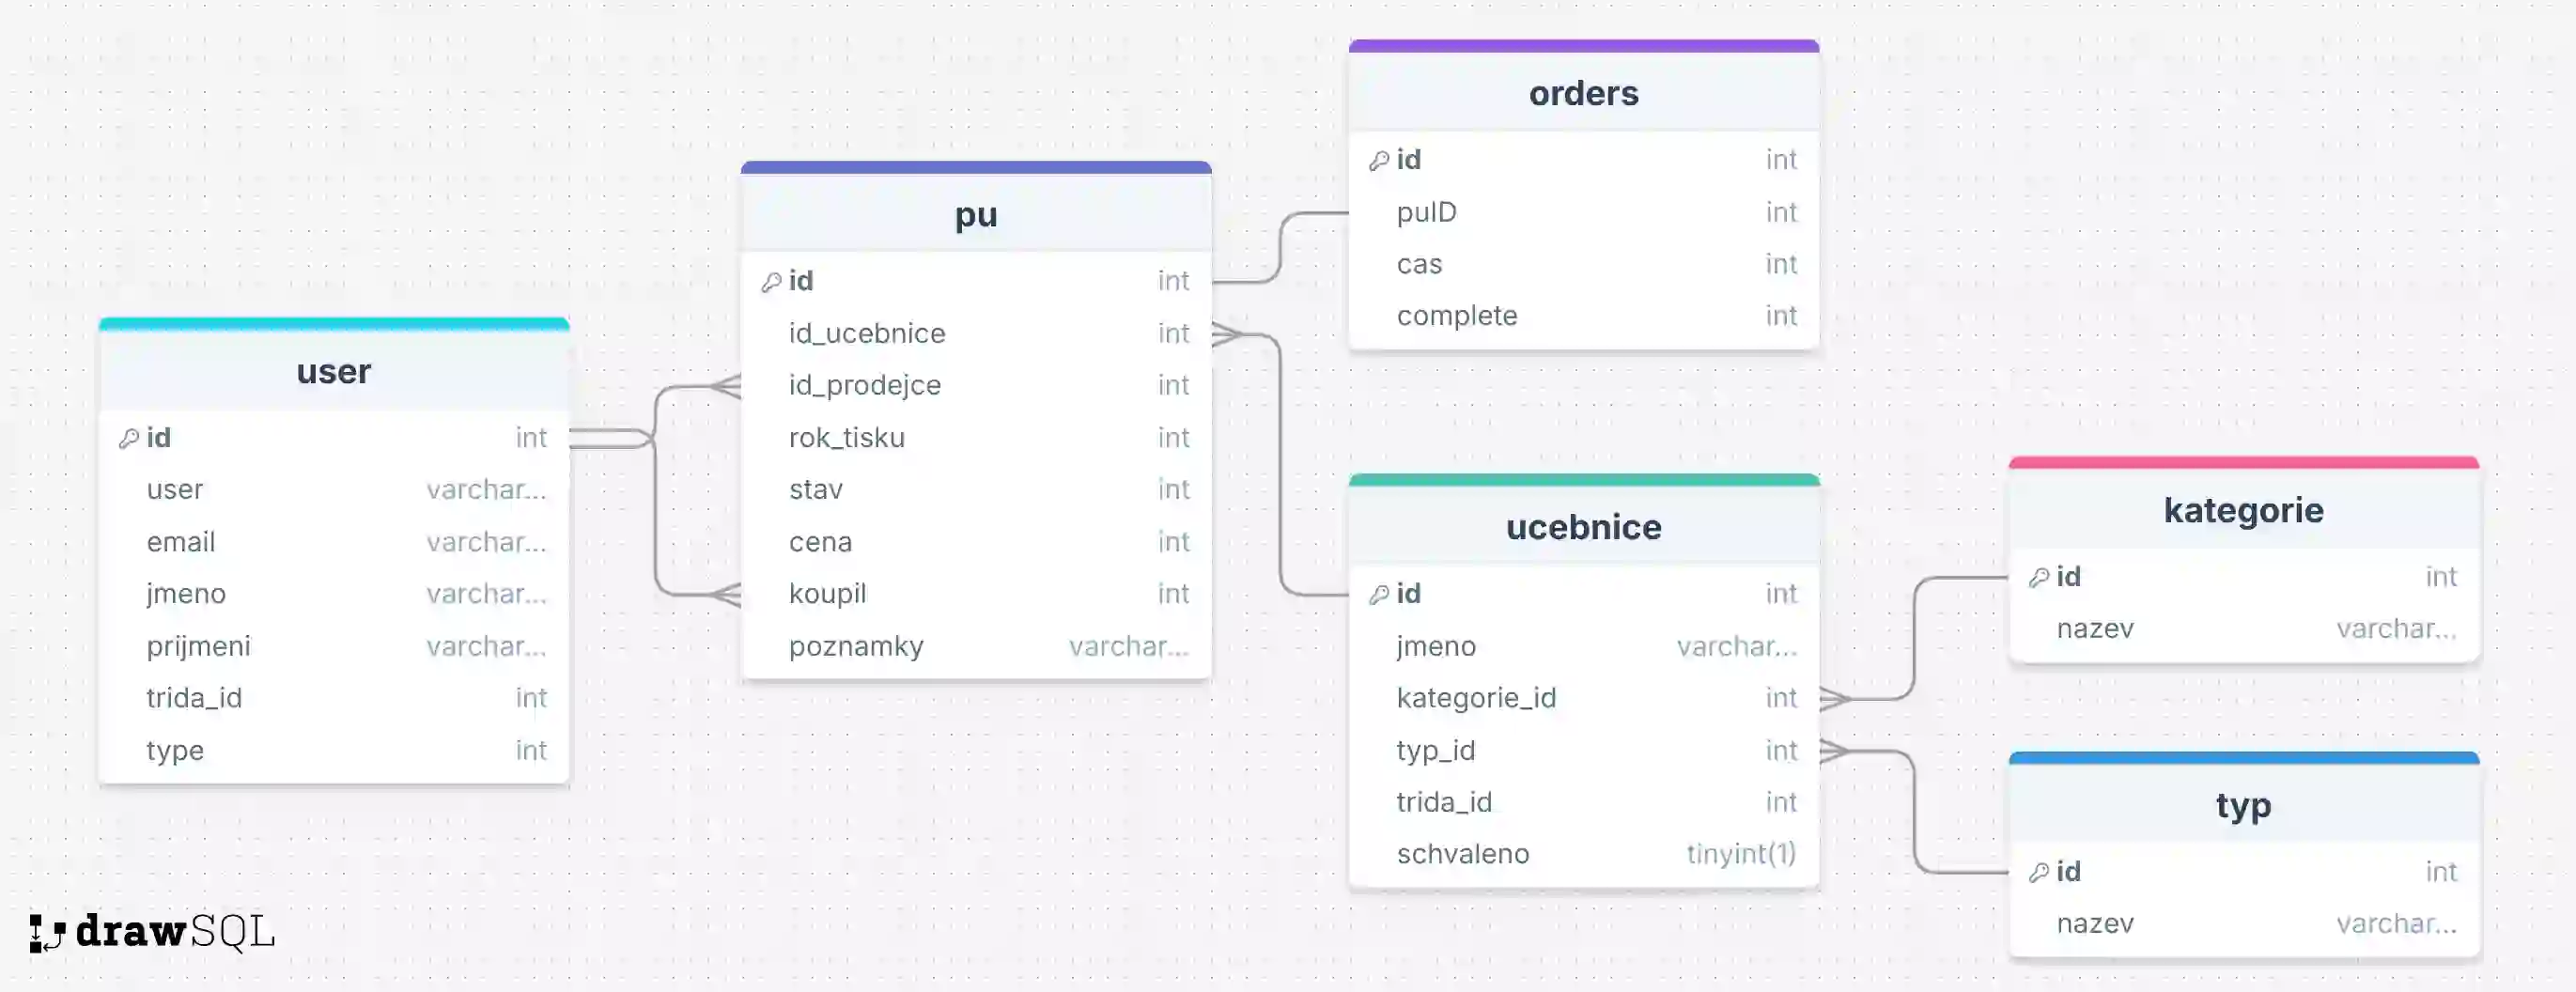 orders
id int
puID int
cas int
complete int
pu
id int
id_ucebnice int
id_prodejce int
rok_tisku int
stav int
cena int
koupil int
poznamky varchar...
user
id int
user varchar...
email varchar...
jmeno varchar...
prijmeni varchar...
trida_id int
type int
ucebnice
id int
jmeno varchar...
kategorie_id int
typ_id int
trida_id int
schvaleno tinyint(1)
kategorie
id int
nazev varchar...
typ
id int
nazev varchar...
drawSQL